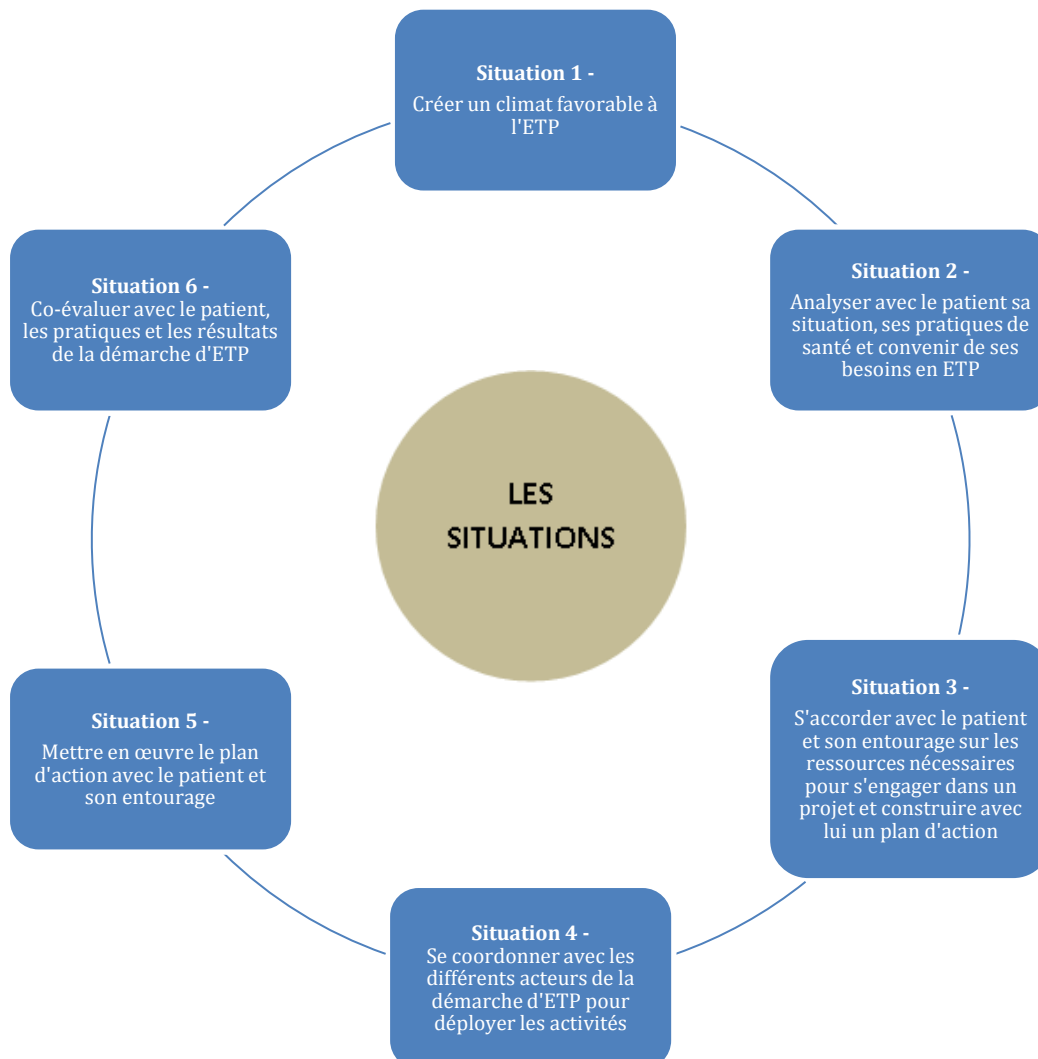 Situation 1 -
Créer un climat favorable à
l'ETP
Situation 2 -
Analyser avec le patient sa
situation, ses pratiques de
santé et convenir de ses
besoins en ETP
Situation 3 -
S'accorder avec le patient
et son entourage sur les
ressources nécessaires
pour s'engager dans un
projet et construire avec
lui un plan d'action
Situation 4 -
Se coordonner avec les
différents acteurs de la
démarche d'ETP pour
déployer les activités
Situation 5 -
Mettre en œuvre le plan
d'action avec le patient et
son entourage
Situation 6 -
Co-évaluer avec le patient,
les pratiques et les résultats
de la démarche d'ETP
LES
SITUATIONS